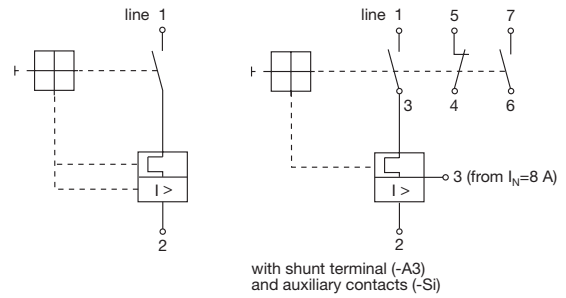 line 1
line 1
5
7
3
4
6
I >
I >
3 (from I_N=8 A)
2
2
with shunt terminal (-A3)
and auxiliary contacts (-Si)